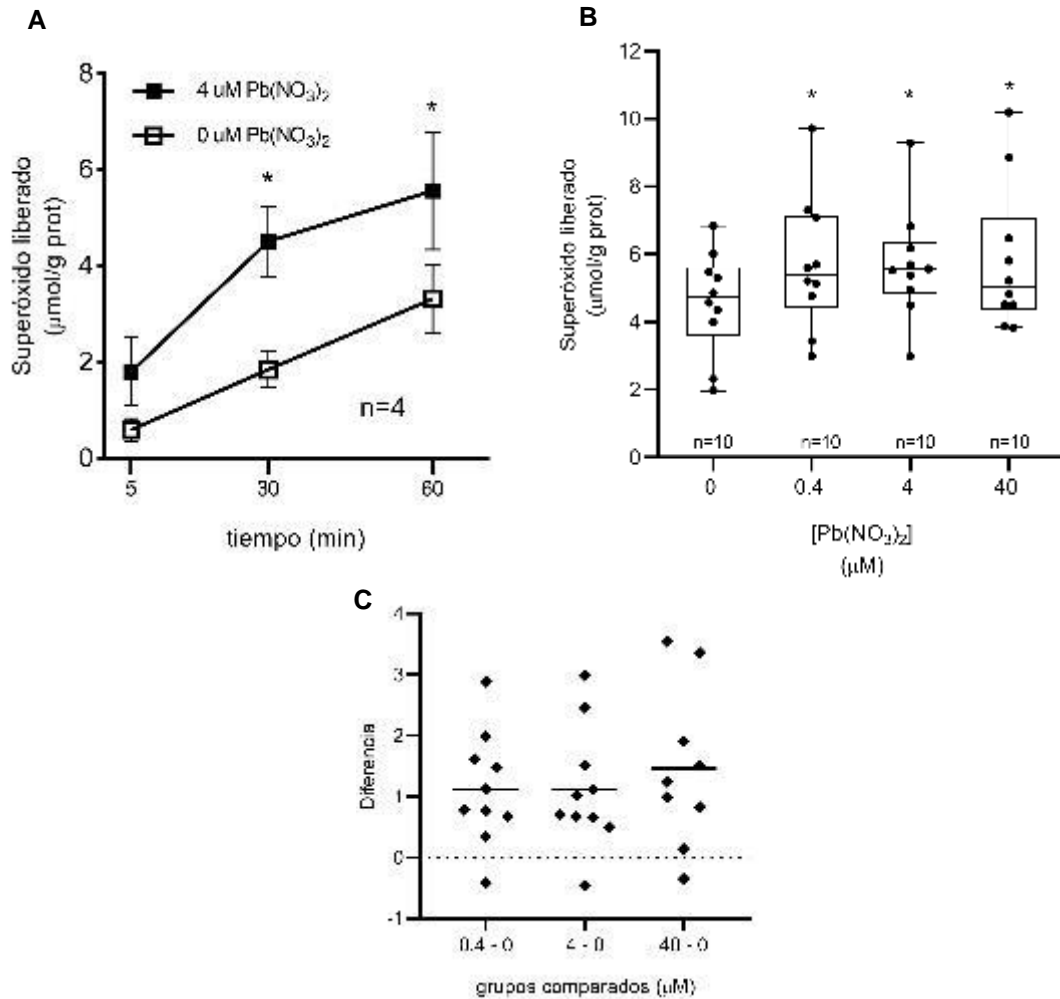 A
Superóxido liberado
(μmol/g prot)
8
6
4
2
0
4 uM Pb(NO₃)₂
0 uM Pb(NO₃)₂
*
*
n=4
5 30 60
tiempo (min)
B
Superóxido liberado
(μmol/g prot)
12
10
8
6
4
2
0
* * *
n=10 n=10 n=10 n=10
0 0.4 4 40
[Pb(NO₃)₂]
(μM)
C
Diferencia
4
3
2
1
0
-1
0.4 - 0 4 - 0 40 - 0
grupos comparados (μM)